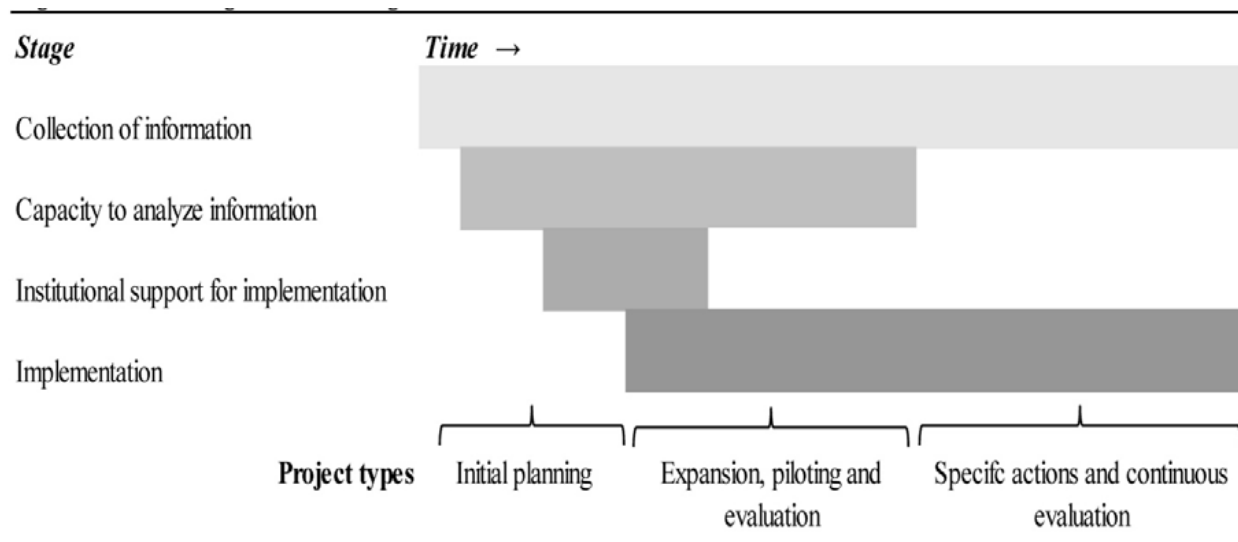 Stage Time →
Collection of information
Capacity to analyze information
Institutional support for implementation
Implementation
Project types Initial planning Expansion, piloting and Specifc actions and continuous
evaluation evaluation